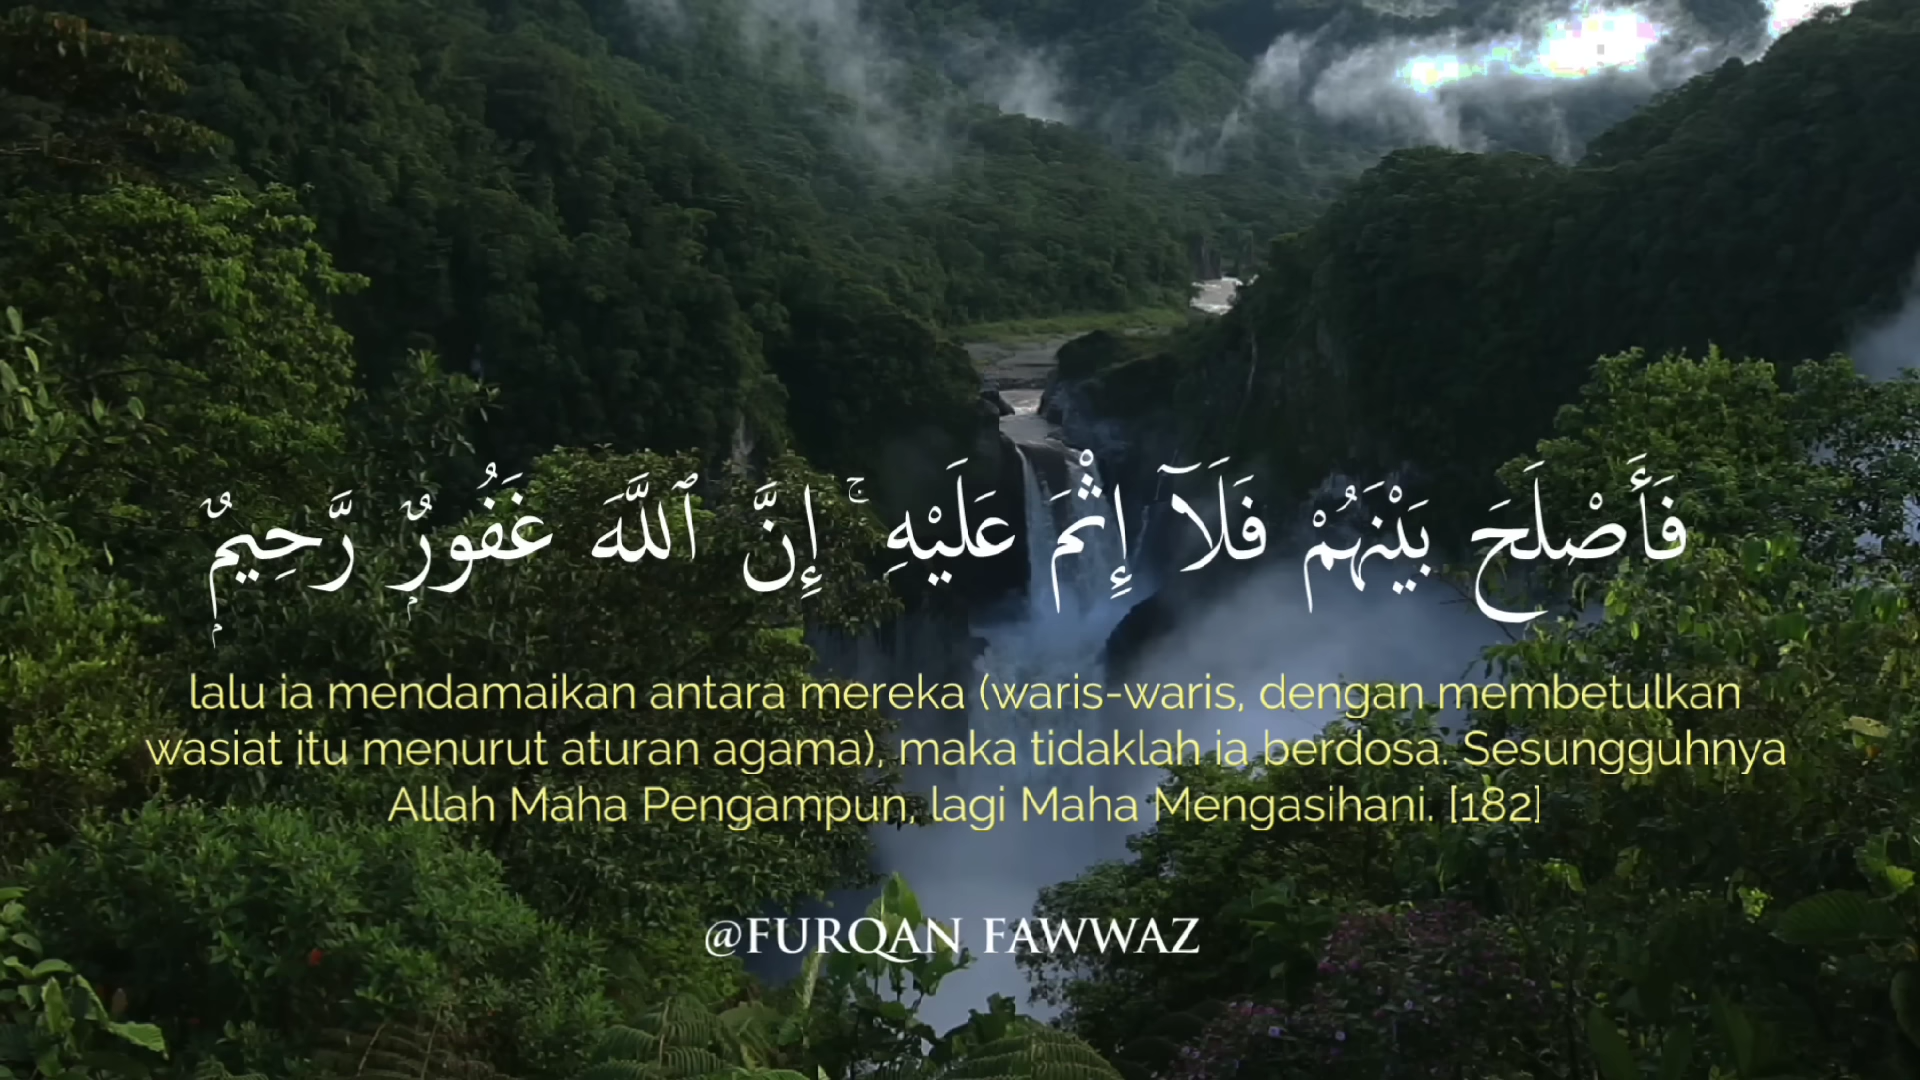 فَأَصْلَحَ بَيْنَهُمْ فَلَآ إِثْمَ عَلَيْهِ ۚ إِنَّ ٱللَّهَ غَفُورٌۭ رَّحِيمٌۭ
lalu ia mendamaikan antara mereka (waris-waris, dengan membetulkan
wasiat itu menurut aturan agama), maka tidaklah ia berdosa. Sesungguhnya
Allah Maha Pengampun, lagi Maha Mengasihani. [182]
@FURQAN FAWWAZ